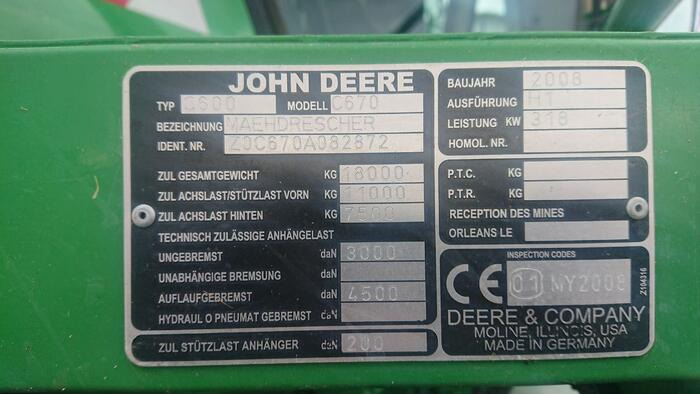 JOHN DEERE
TYP C600 MODELL C670
BEZEICHNUNG MAEHDRESCHER
IDENT. NR. Z0C670A082872
ZUL GESAMTGEWICHT KG 18000
ZUL ACHSLAST/STÜTZLAST VORN KG 11000
ZUL ACHSLAST HINTEN KG 7500
TECHNISCH ZULÄSSIGE ANHÄNGELAST
UNGEBREMST daN 3000
UNABHÄNGIGE BREMSUNG daN
AUFLAUFGEBREMST daN 4500
HYDRAUL O PNEUMAT GEBREMST daN
ZUL STÜTZLAST ANHÄNGER daN 200
BAUJAHR 2008
AUSFÜHRUNG H1
LEISTUNG KW 318
HOMOL. NR.
P.T.C. KG
P.T.R. KG
RECEPTION DES MINES
ORLEANS LE
INSPECTION CODES
CE 01 MY2008
Z104316
DEERE & COMPANY
MOLINE, ILLINOIS, USA
MADE IN GERMANY